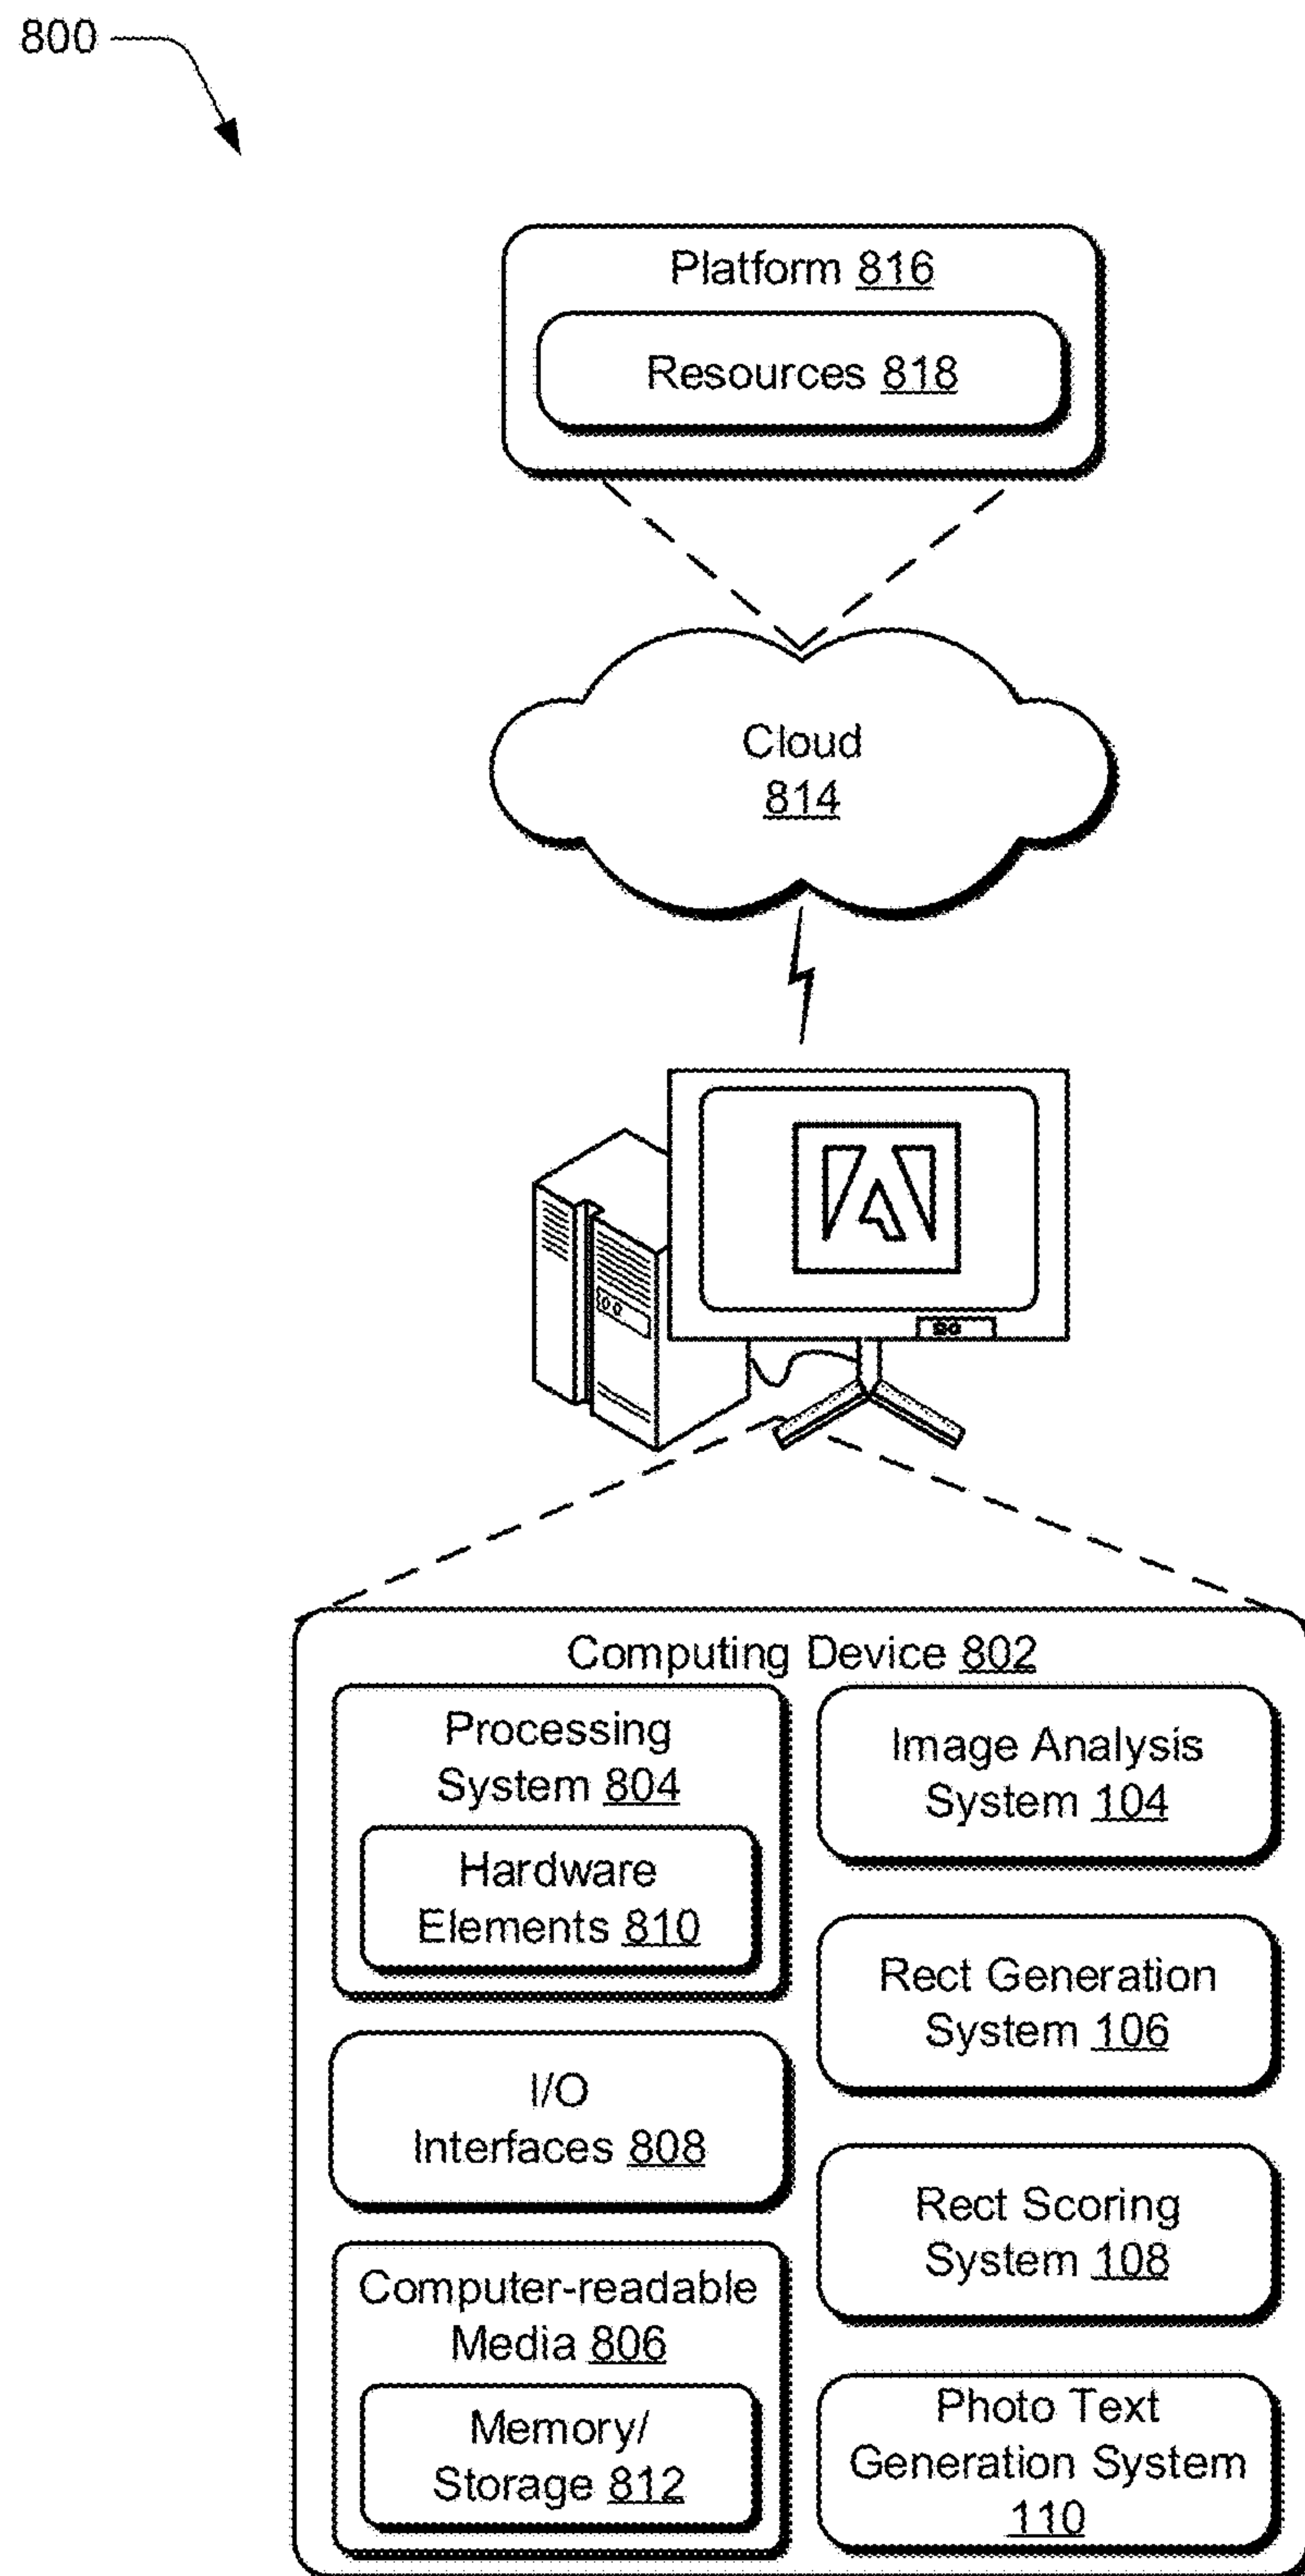 800
Platform 816
Resources 818
Cloud
814
Computing Device 802
Processing
System 804
Hardware
Elements 810
I/O
Interfaces 808
Computer-readable
Media 806
Memory/
Storage 812
Image Analysis
System 104
Rect Generation
System 106
Rect Scoring
System 108
Photo Text
Generation System
110